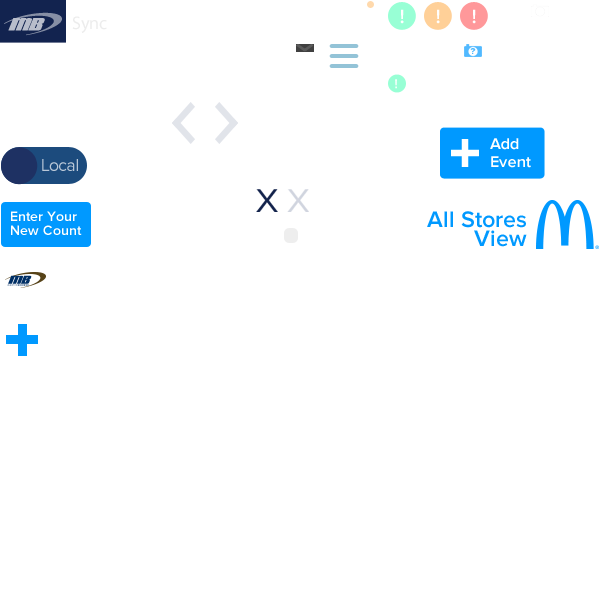 MB Sync
! ! !
?
!
Add
Event
Local
X X
Enter Your
New Count
All Stores
View
MB